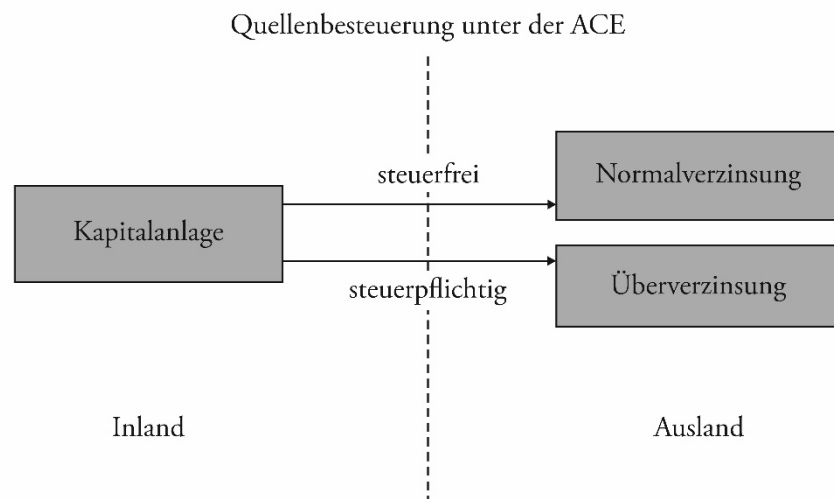 Quellenbesteuerung unter der ACE
steuerfrei
Normalverzinsung
Kapitalanlage
steuerpflichtig
Überverzinsung
Inland
Ausland